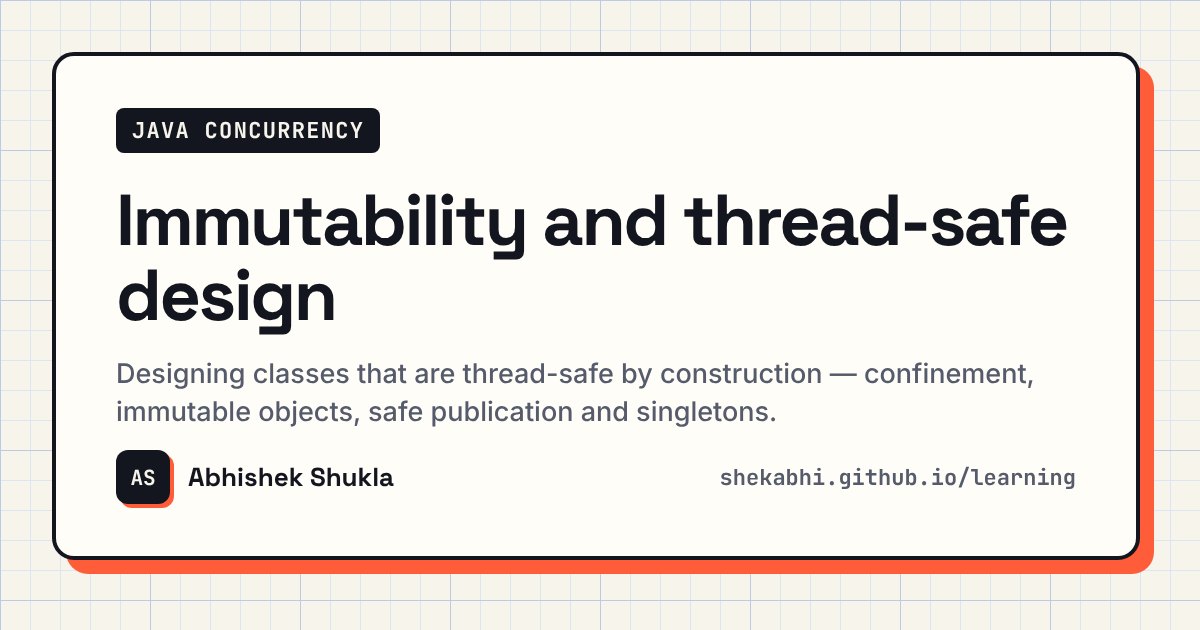 JAVA CONCURRENCY
Immutability and thread-safe
design
Designing classes that are thread-safe by construction — confinement,
immutable objects, safe publication and singletons.
AS
Abhishek Shukla
shekabhi.github.io/learning